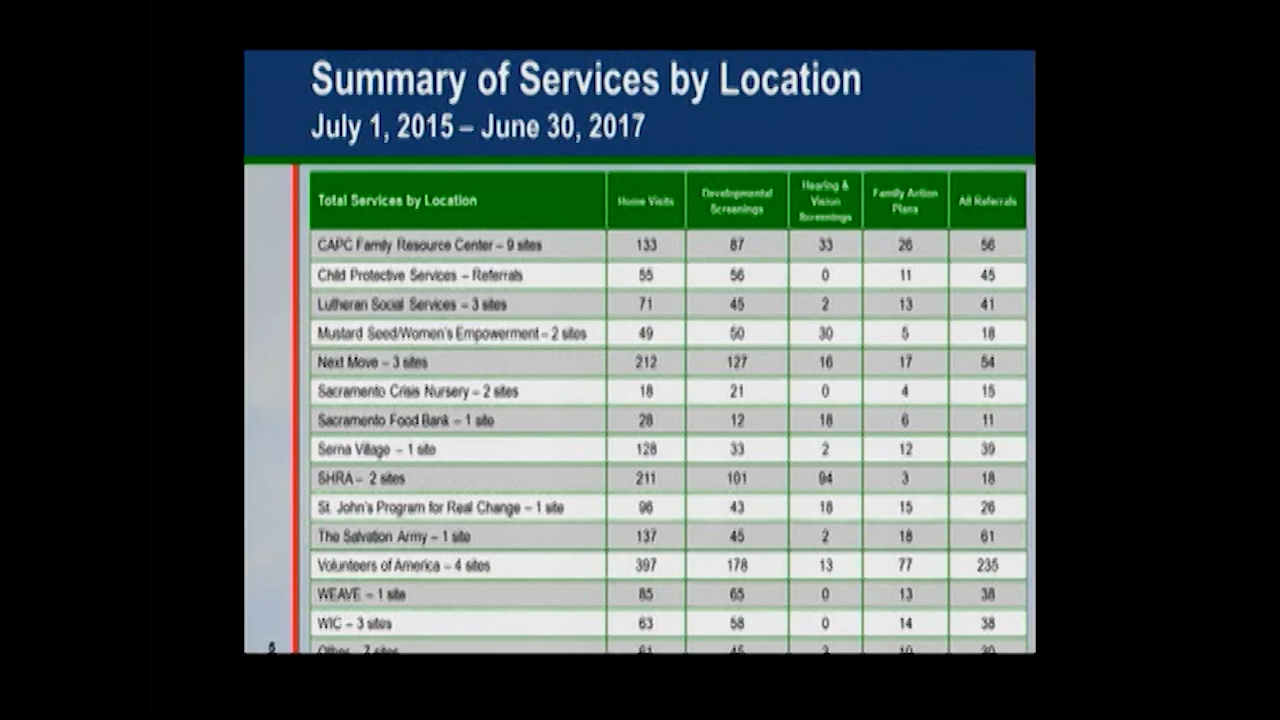 Summary of Services by Location
July 1, 2015 – June 30, 2017
Total Services by Location Home Visits Developmental Screenings Hearing & Vision Screenings Family Action Plans All Referrals
CAPC Family Resource Center – 9 sites 133 87 33 26 56
Child Protective Services – Referrals 55 56 0 11 45
Lutheran Social Services – 3 sites 71 45 2 13 41
Mustard Seed/Women's Empowerment – 2 sites 49 50 30 5 18
Next Move – 3 sites 212 127 16 17 54
Sacramento Crisis Nursery – 2 sites 18 21 0 4 15
Sacramento Food Bank – 1 site 28 12 18 6 11
Serna Village – 1 site 128 33 2 12 39
SHRA – 2 sites 211 101 94 3 18
St. John's Program for Real Change – 1 site 96 43 18 15 26
The Salvation Army – 1 site 137 45 2 18 61
Volunteers of America – 4 sites 397 178 13 77 235
WEAVE – 1 site 85 65 0 13 38
WIC – 3 sites 63 58 0 14 38
Other – 7 sites 61 45 10